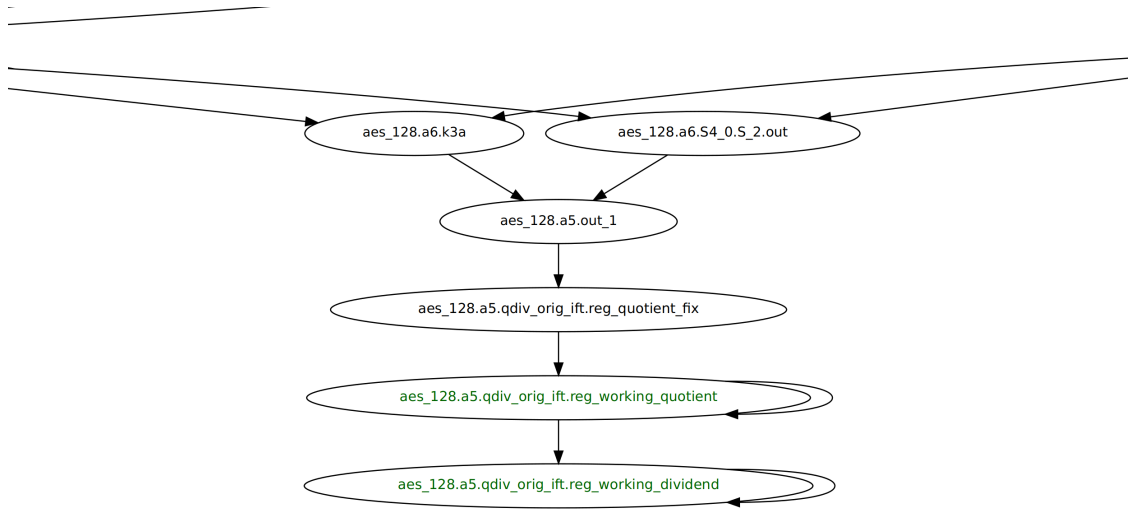 aes_128.a6.k3a
aes_128.a6.S4_0.S_2.out
aes_128.a5.out_1
aes_128.a5.qdiv_orig_ift.reg_quotient_fix
aes_128.a5.qdiv_orig_ift.reg_working_quotient
aes_128.a5.qdiv_orig_ift.reg_working_dividend